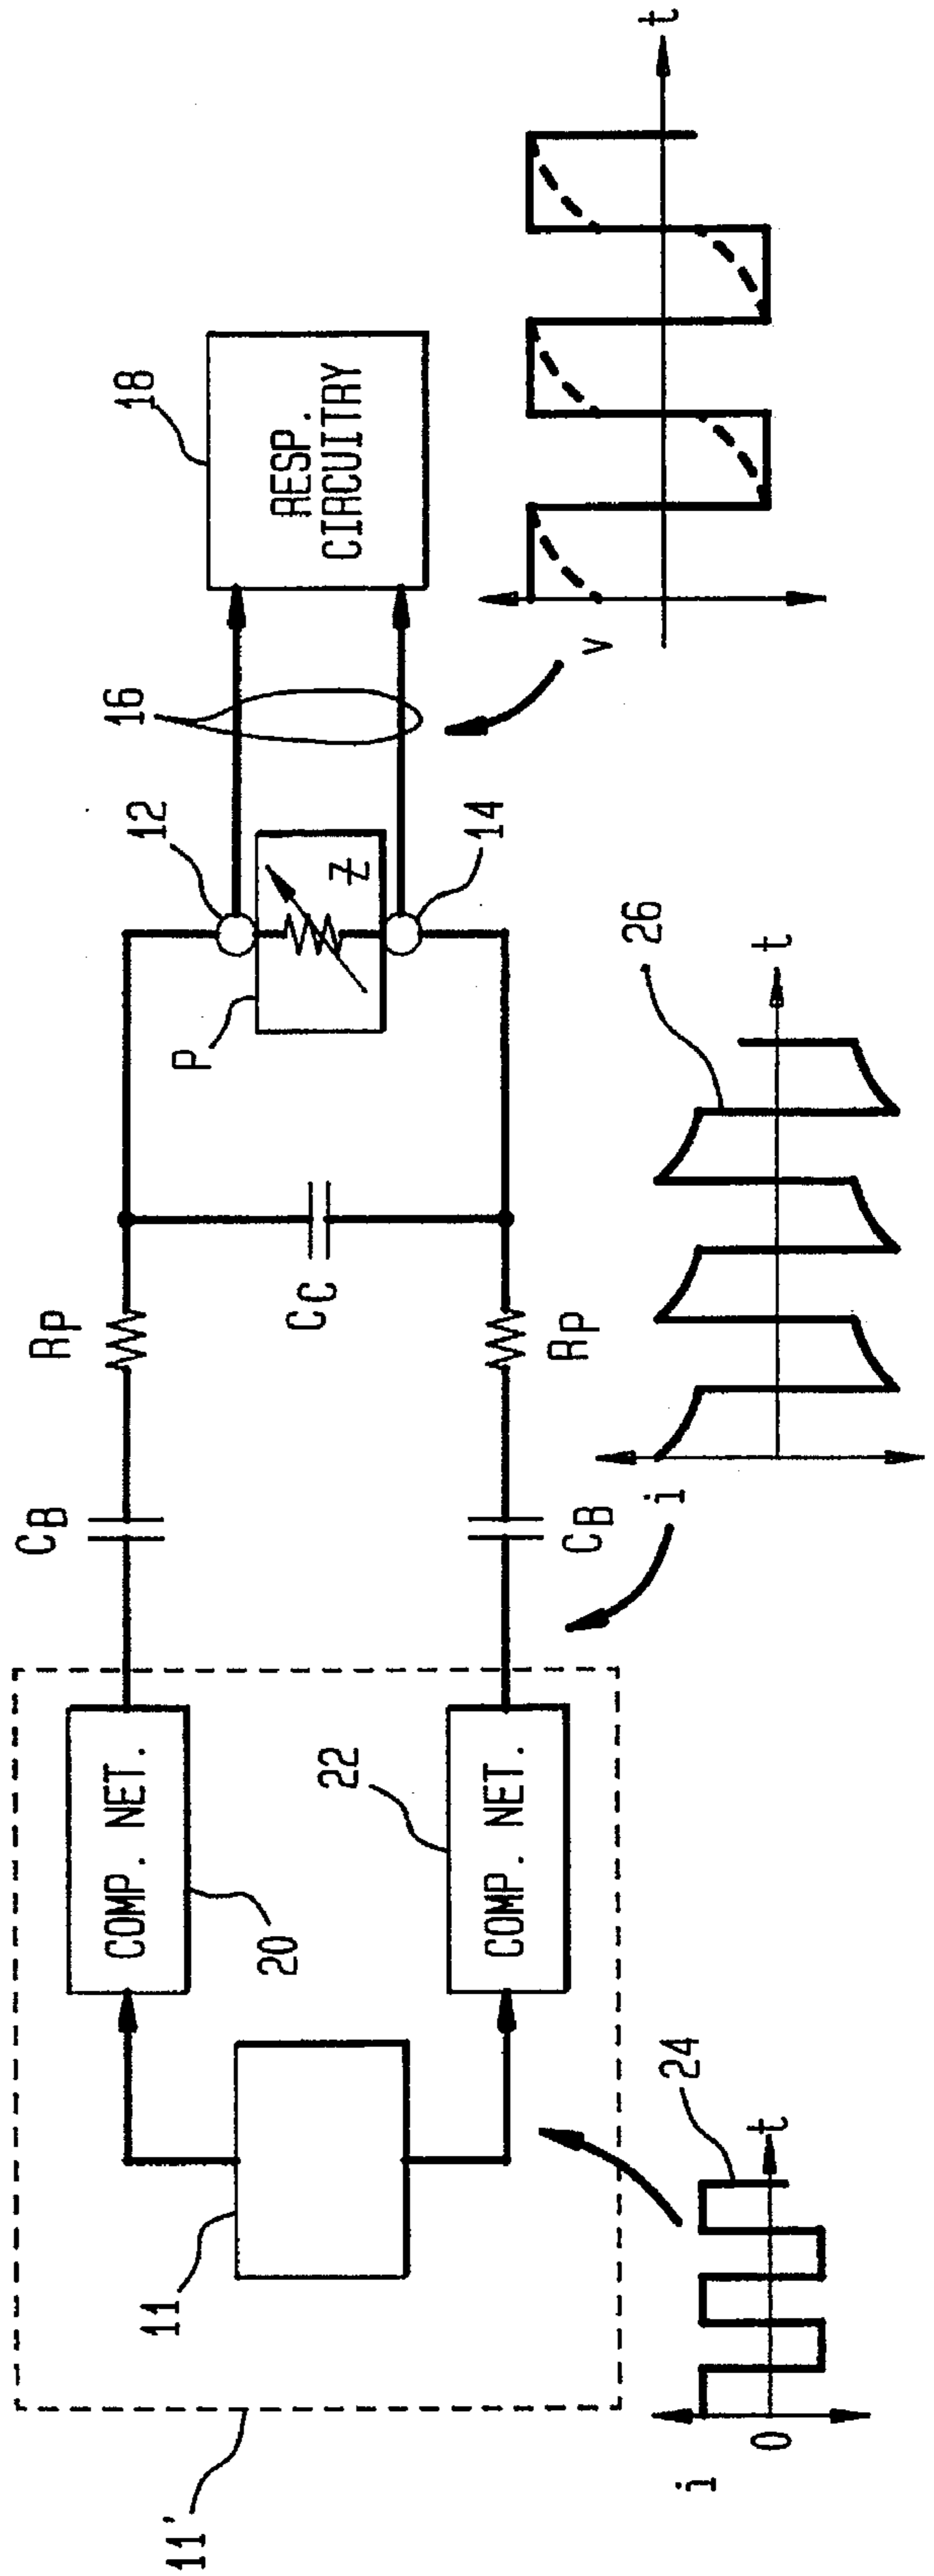 11'
11
COMP. NET.
20
COMP. NET.
22
CB
CB
RP
RP
CC
P
Z
12
14
16
18
RESP.
CIRCUITRY
i
0
t
24
i
t
26
v
t